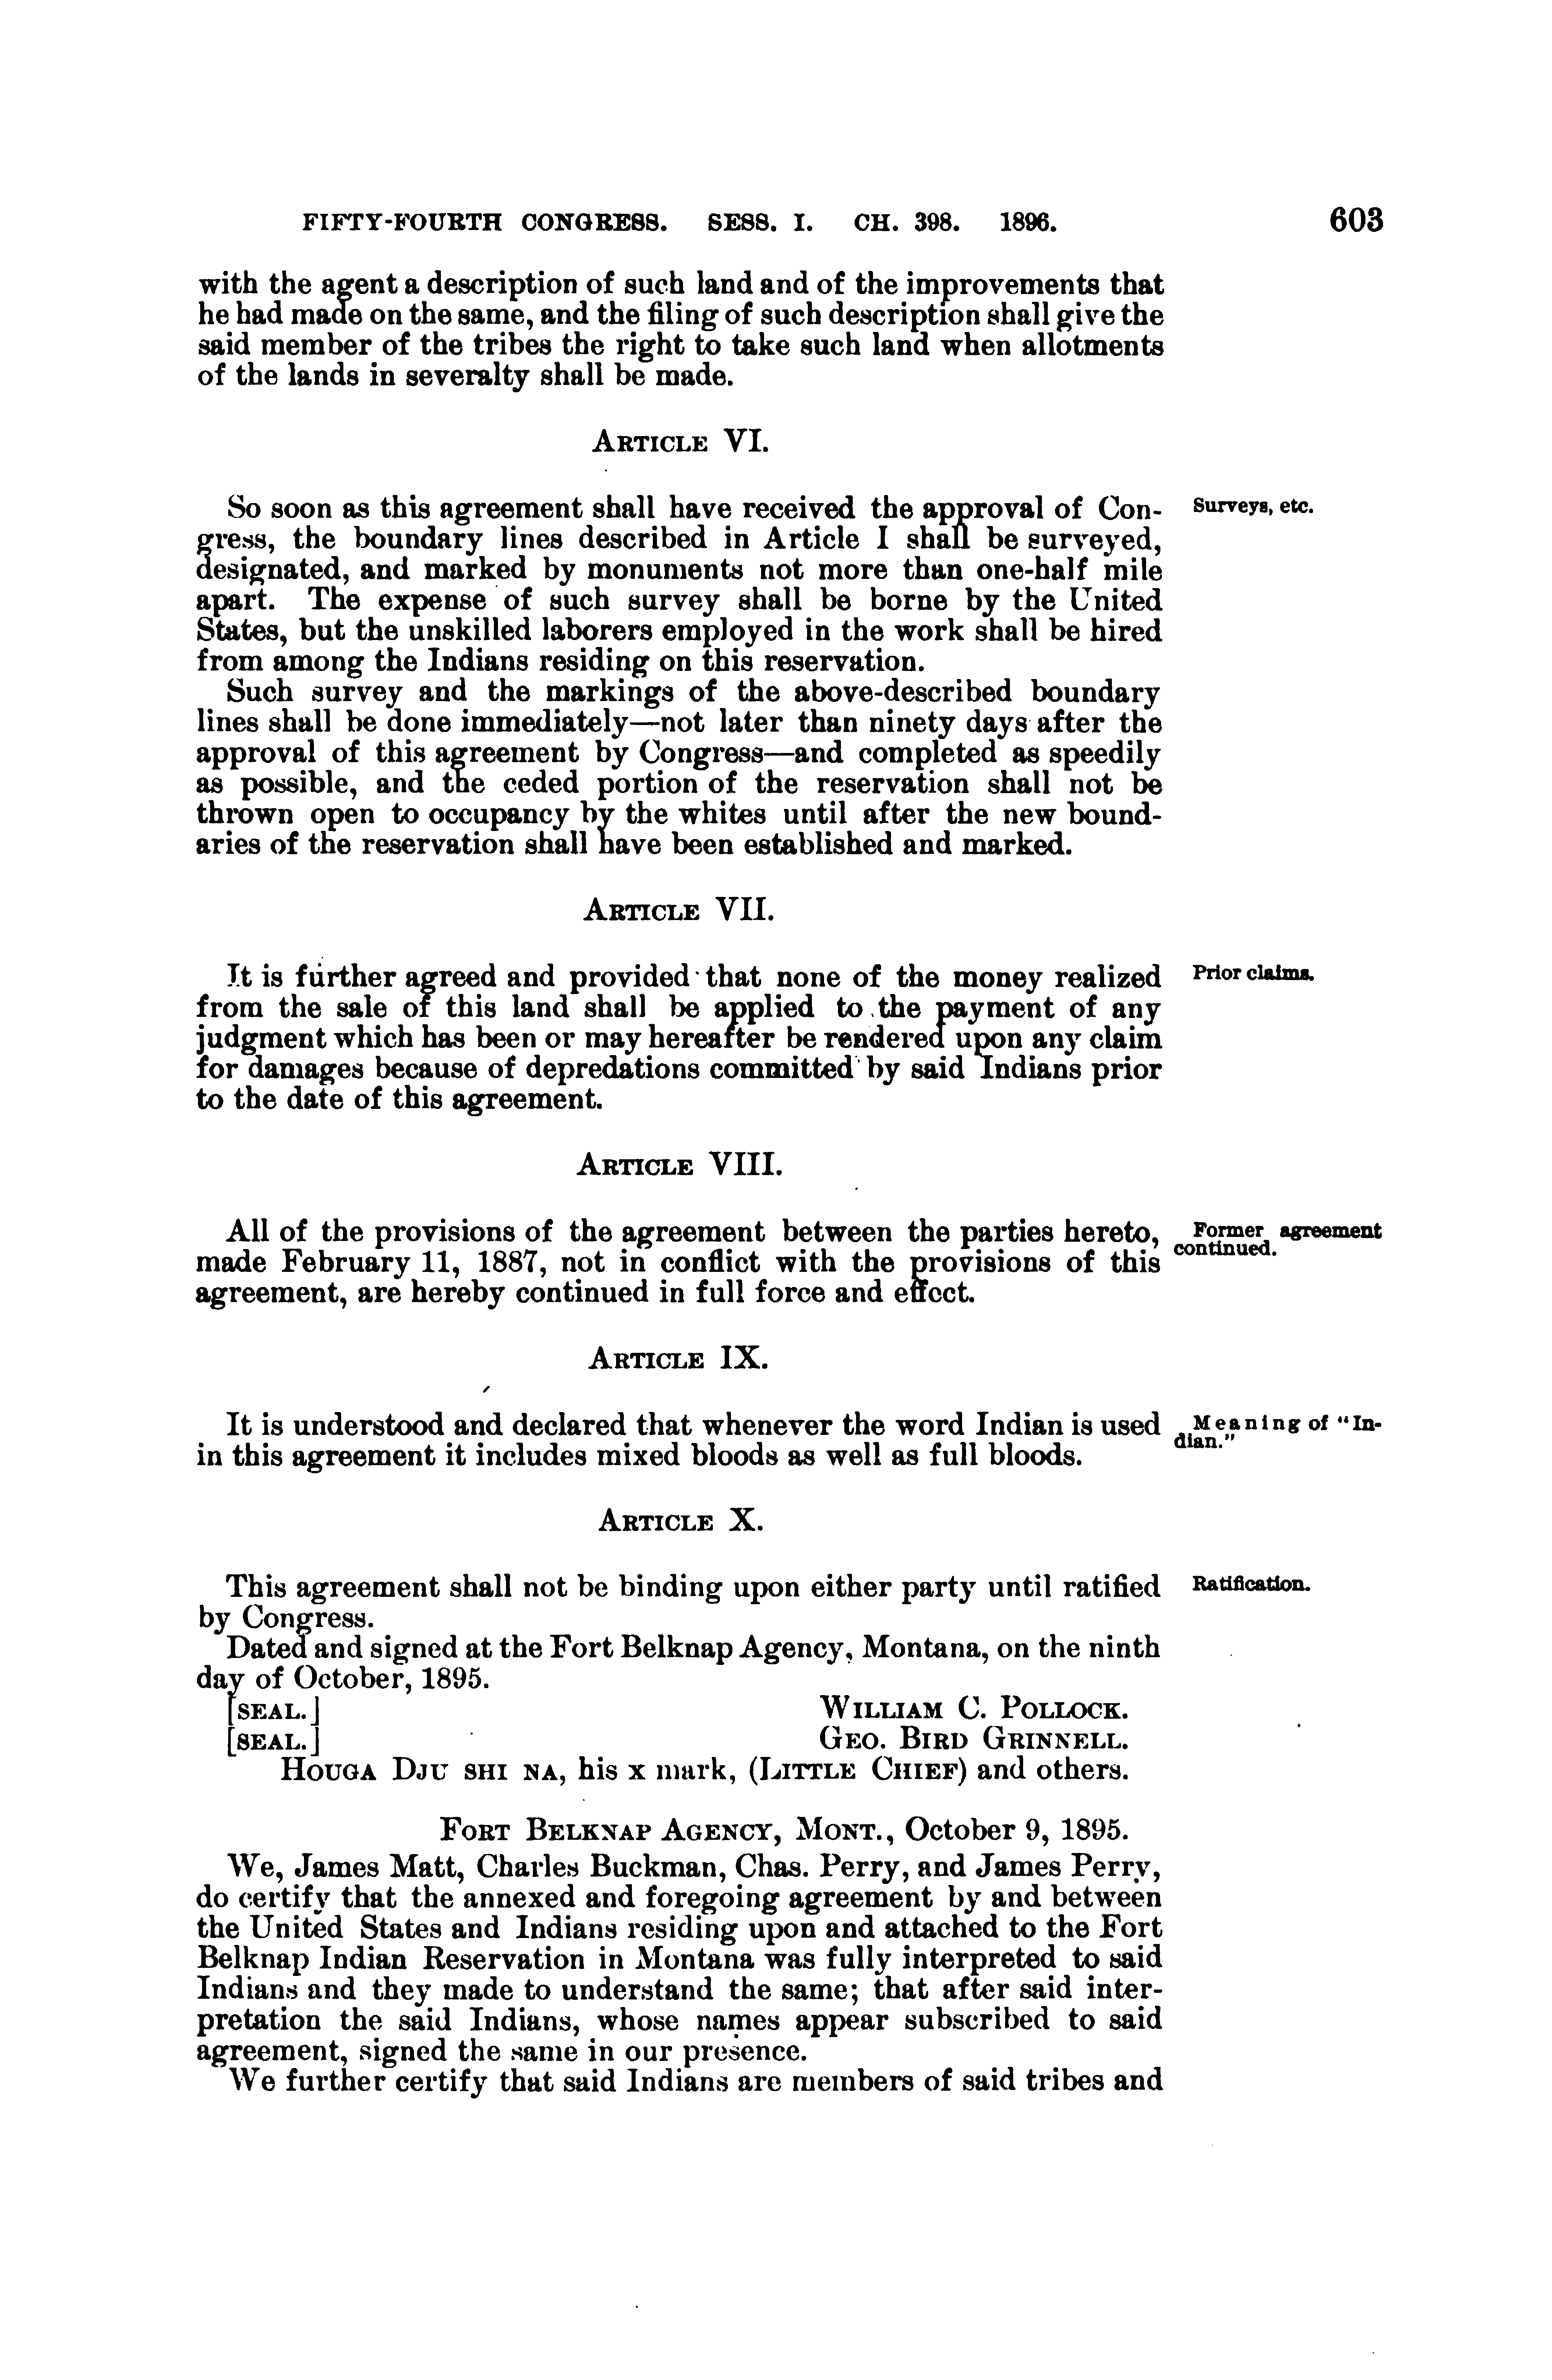 FIFTY-FOURTH CONGRESS. SESS. I. CH. 398. 1896. 603
with the agent a description of such land and of the improvements that
he had made on the same, and the filing of such description shall give the
said member of the tribes the right to take such land when allotments
of the lands in severalty shall be made.
ARTICLE VI.
So soon as this agreement shall have received the approval of Con-
Surveys, etc.
gress, the boundary lines described in Article I shall be surveyed,
designated, and marked by monuments not more than one-half mile
apart. The expense of such survey shall be borne by the United
States, but the unskilled laborers employed in the work shall be hired
from among the Indians residing on this reservation.
Such survey and the markings of the above-described boundary
lines shall be done immediately—not later than ninety days after the
approval of this agreement by Congress—and completed as speedily
as possible, and the ceded portion of the reservation shall not be
thrown open to occupancy by the whites until after the new bound-
aries of the reservation shall have been established and marked.
ARTICLE VII.
It is further agreed and provided that none of the money realized
Prior claims.
from the sale of this land shall be applied to the payment of any
judgment which has been or may hereafter be rendered upon any claim
for damages because of depredations committed by said Indians prior
to the date of this agreement.
ARTICLE VIII.
All of the provisions of the agreement between the parties hereto,
Former agreement
continued.
made February 11, 1887, not in conflict with the provisions of this
agreement, are hereby continued in full force and effect.
ARTICLE IX.
It is understood and declared that whenever the word Indian is used
Meaning of "In-
dian."
in this agreement it includes mixed bloods as well as full bloods.
ARTICLE X.
This agreement shall not be binding upon either party until ratified
Ratification.
by Congress.
Dated and signed at the Fort Belknap Agency, Montana, on the ninth
day of October, 1895.
[SEAL.] WILLIAM C. POLLOCK.
[SEAL.] GEO. BIRD GRINNELL.
HOUGA DJU SHI NA, his x mark, (LITTLE CHIEF) and others.
FORT BELKNAP AGENCY, MONT., October 9, 1895.
We, James Matt, Charles Buckman, Chas. Perry, and James Perry,
do certify that the annexed and foregoing agreement by and between
the United States and Indians residing upon and attached to the Fort
Belknap Indian Reservation in Montana was fully interpreted to said
Indians and they made to understand the same; that after said inter-
pretation the said Indians, whose names appear subscribed to said
agreement, signed the same in our presence.
We further certify that said Indians are members of said tribes and